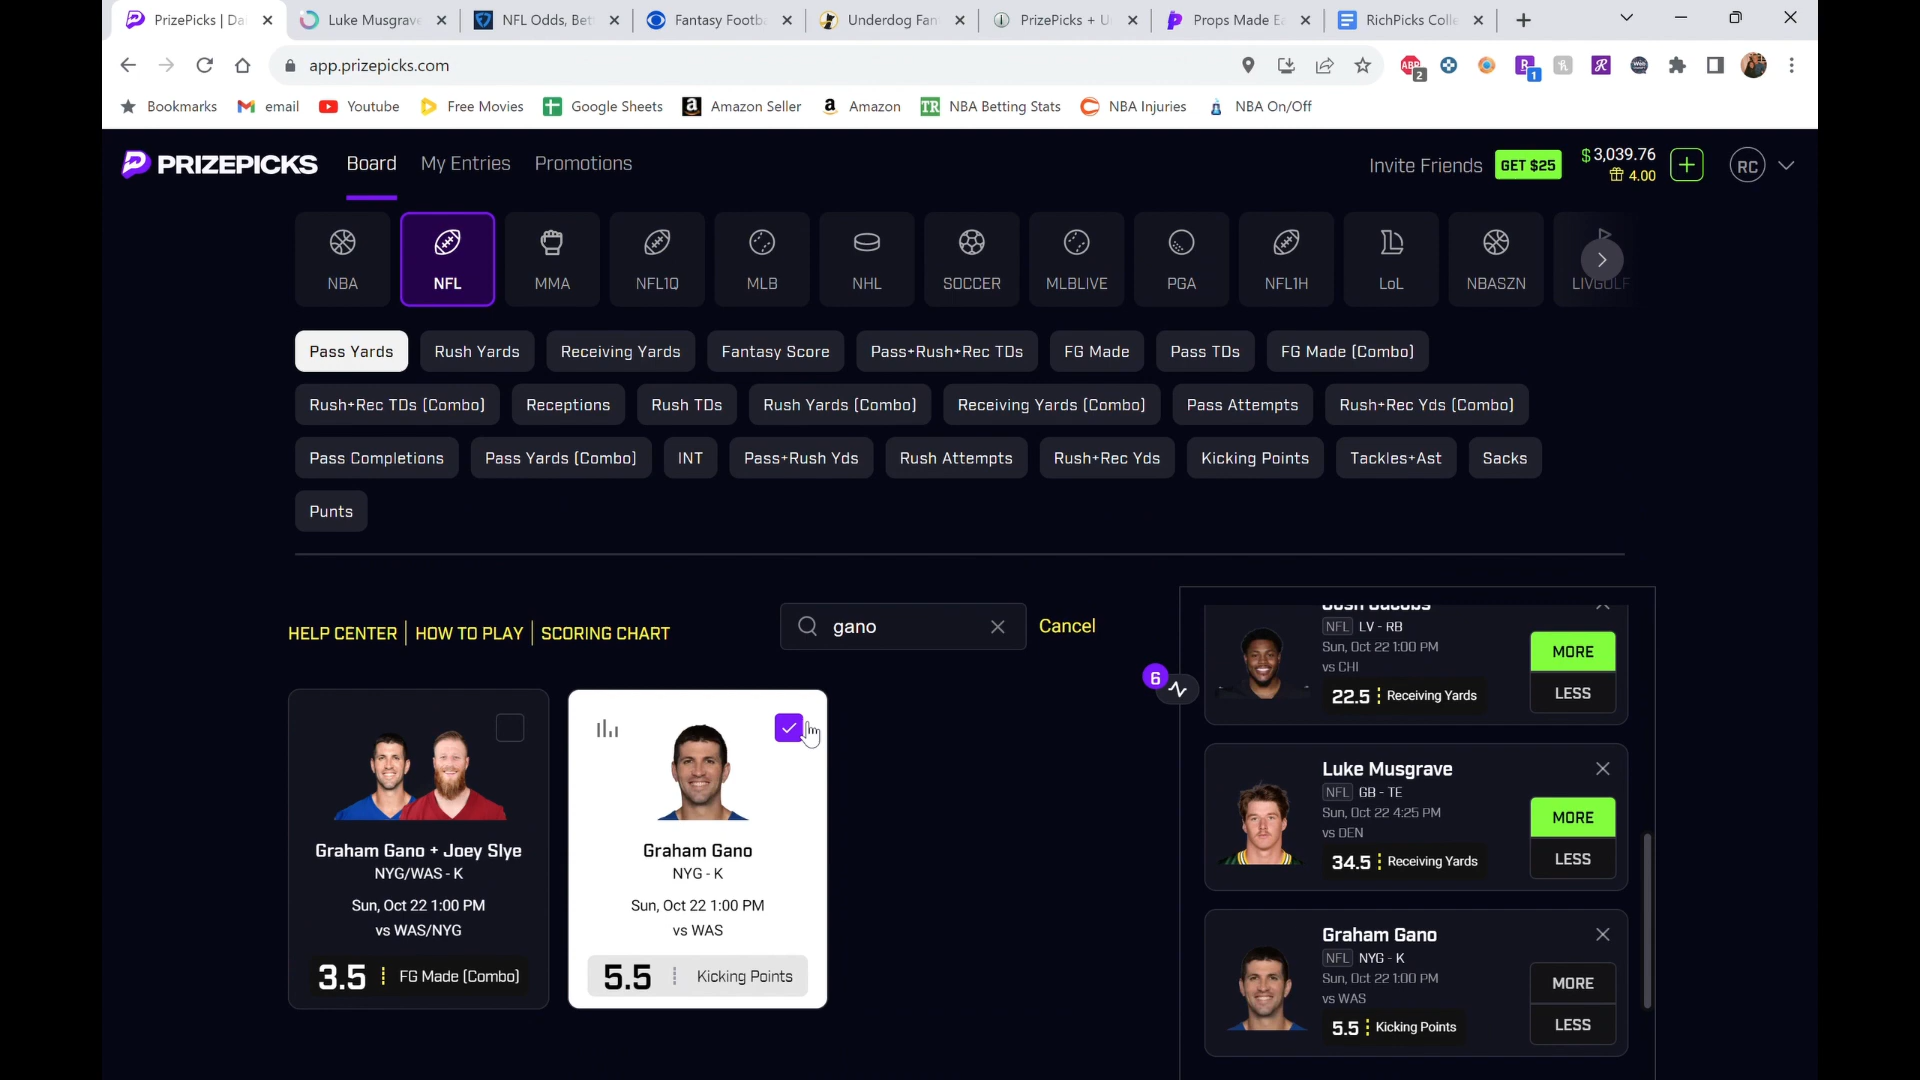 PrizePicks | Da
Luke Musgrave
NFL Odds, Bet
Fantasy Footba
Underdog Fan
PrizePicks + U
Props Made Ea
RichPicks Colle
app.prizepicks.com
ABP 2
1
Bookmarks
email
Youtube
Free Movies
Google Sheets
Amazon Seller
Amazon
TR NBA Betting Stats
NBA Injuries
NBA On/Off
PRIZEPICKS
Board
My Entries
Promotions
Invite Friends
GET $25
$ 3,039.76
4.00
RC
NBA
NFL
MMA
NFL1Q
MLB
NHL
SOCCER
MLBLIVE
PGA
NFL1H
LoL
NBASZN
LIVGOLF
Pass Yards
Rush Yards
Receiving Yards
Fantasy Score
Pass+Rush+Rec TDs
FG Made
Pass TDs
FG Made (Combo)
Rush+Rec TDs (Combo)
Receptions
Rush TDs
Rush Yards (Combo)
Receiving Yards (Combo)
Pass Attempts
Rush+Rec Yds (Combo)
Pass Completions
Pass Yards (Combo)
INT
Pass+Rush Yds
Rush Attempts
Rush+Rec Yds
Kicking Points
Tackles+Ast
Sacks
Punts
HELP CENTER
HOW TO PLAY
SCORING CHART
gano
Cancel
Graham Gano + Joey Slye
NYG/WAS - K
Sun, Oct 22 1:00 PM
vs WAS/NYG
3.5 FG Made (Combo)
Graham Gano
NYG - K
Sun, Oct 22 1:00 PM
vs WAS
5.5 Kicking Points
6
Josh Jacobs
NFL LV - RB
Sun, Oct 22 1:00 PM
vs CHI
22.5 Receiving Yards
MORE
LESS
Luke Musgrave
NFL GB - TE
Sun, Oct 22 4:25 PM
vs DEN
34.5 Receiving Yards
MORE
LESS
Graham Gano
NFL NYG - K
Sun, Oct 22 1:00 PM
vs WAS
5.5 Kicking Points
MORE
LESS